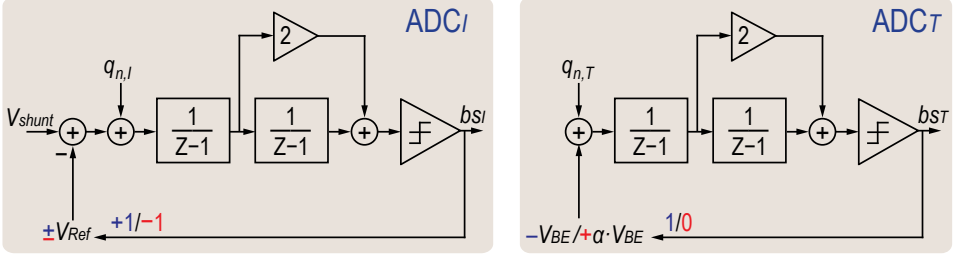 ADCI
2
qn,I
Vshunt
+
+
1
Z−1
1
Z−1
+
bsI
−
±VRef
+1/−1
ADCT
2
qn,T
+
1
Z−1
1
Z−1
+
bsT
−VBE/+α·VBE
1/0